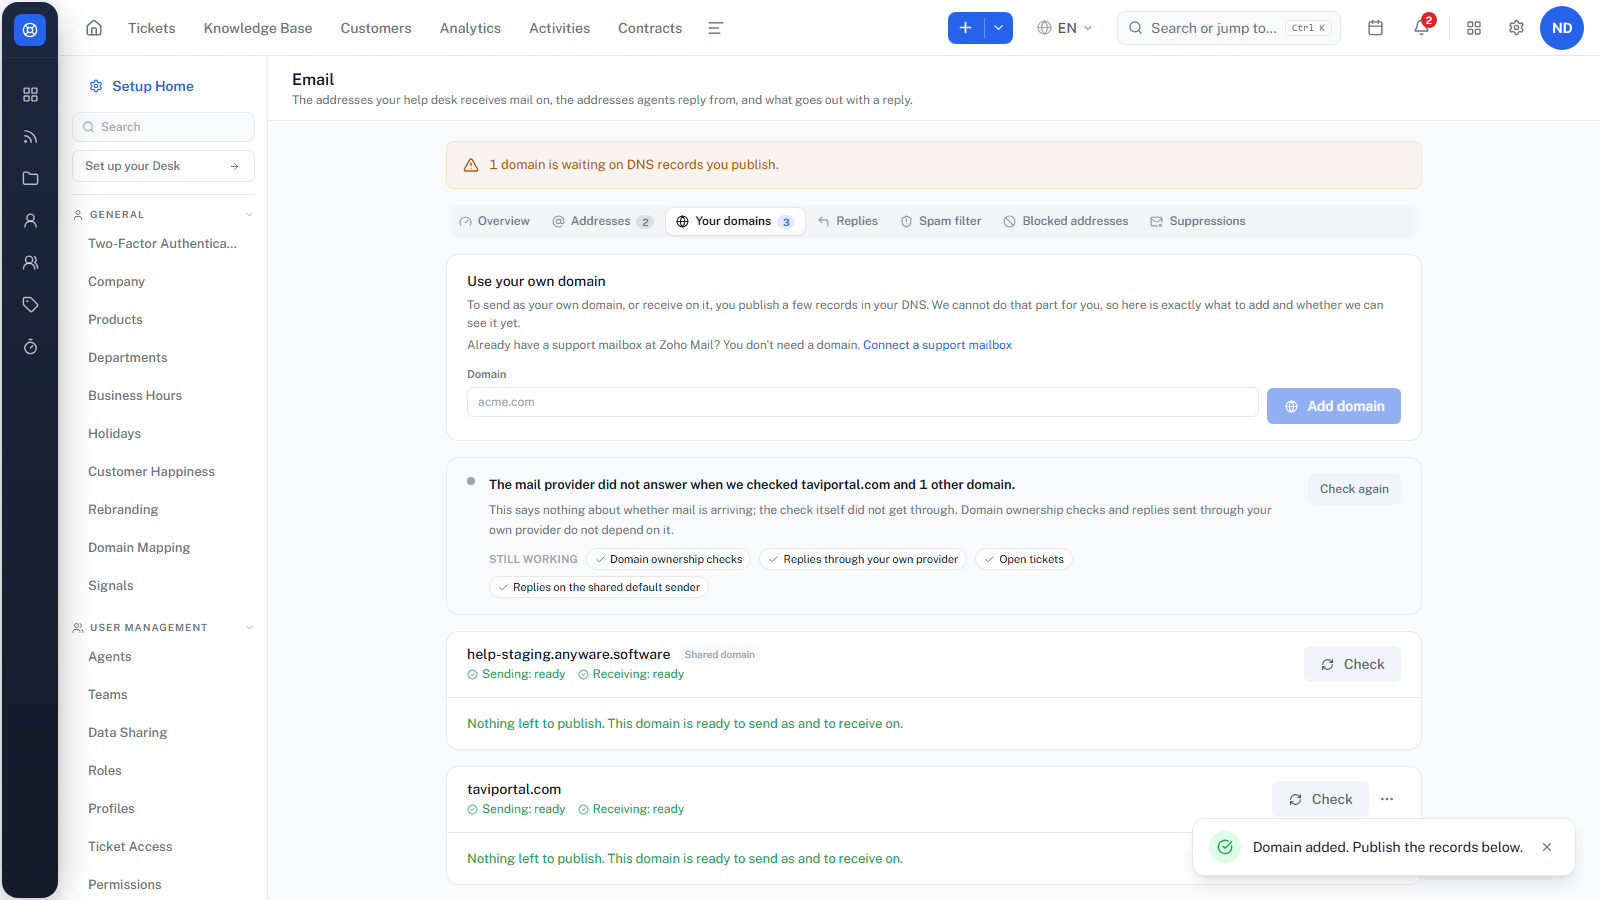 Tickets
Knowledge Base
Customers
Analytics
Activities
Contracts
EN
Search or jump to...
Ctrl K
2
ND
Setup Home
Search
Set up your Desk
GENERAL
Two-Factor Authentica...
Company
Products
Departments
Business Hours
Holidays
Customer Happiness
Rebranding
Domain Mapping
Signals
USER MANAGEMENT
Agents
Teams
Data Sharing
Roles
Profiles
Ticket Access
Permissions
Email
The addresses your help desk receives mail on, the addresses agents reply from, and what goes out with a reply.
1 domain is waiting on DNS records you publish.
Overview
Addresses 2
Your domains 3
Replies
Spam filter
Blocked addresses
Suppressions
Use your own domain
To send as your own domain, or receive on it, you publish a few records in your DNS. We cannot do that part for you, so here is exactly what to add and whether we can
see it yet.
Already have a support mailbox at Zoho Mail? You don't need a domain. Connect a support mailbox
Domain
acme.com
Add domain
The mail provider did not answer when we checked taviportal.com and 1 other domain.
Check again
This says nothing about whether mail is arriving; the check itself did not get through. Domain ownership checks and replies sent through your
own provider do not depend on it.
STILL WORKING
Domain ownership checks
Replies through your own provider
Open tickets
Replies on the shared default sender
help-staging.anyware.software
Shared domain
Sending: ready
Receiving: ready
Check
Nothing left to publish. This domain is ready to send as and to receive on.
taviportal.com
Sending: ready
Receiving: ready
Check
Nothing left to publish. This domain is ready to send as and to receive on.
Domain added. Publish the records below.